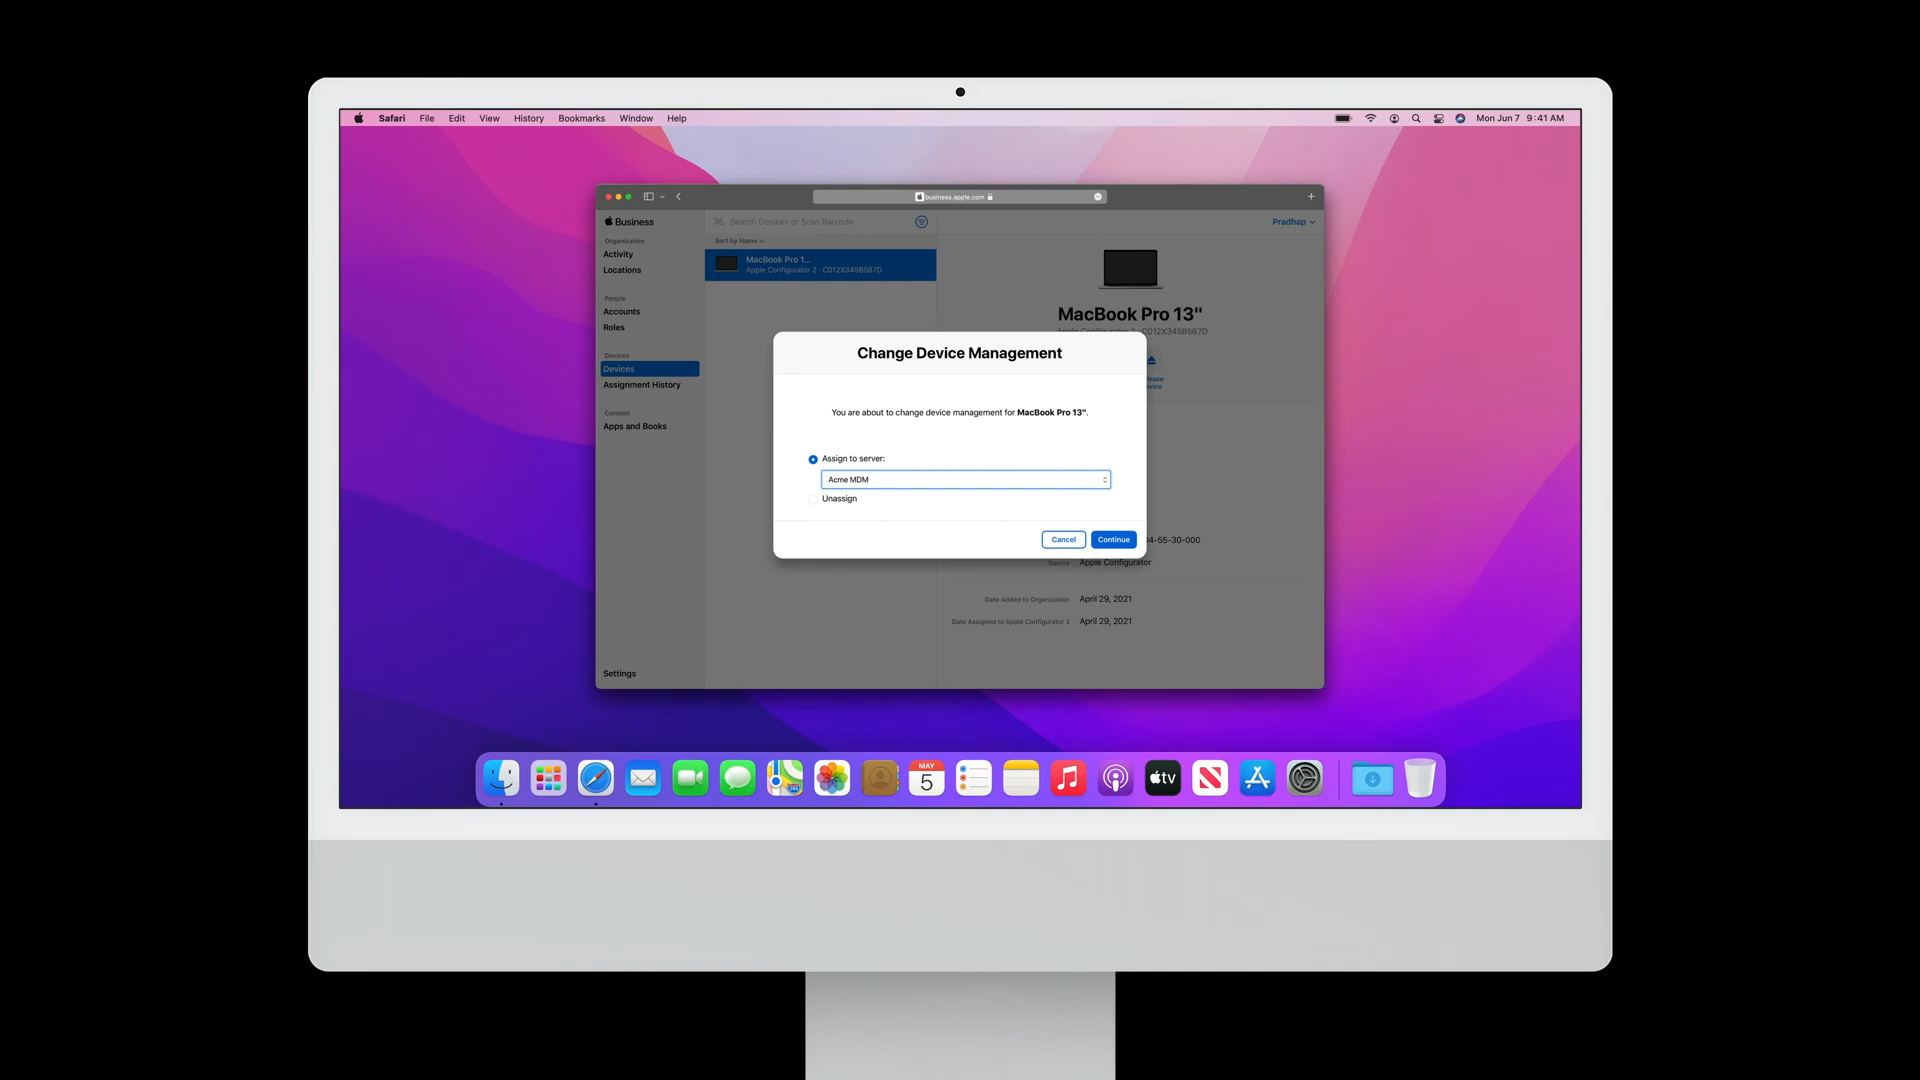 Safari File Edit View History Bookmarks Window Help
Mon Jun 7 9:41 AM
business.apple.com
Business
Search Devices or Scan Barcode
Pradhap
Organization
Activity
Locations
People
Accounts
Roles
Devices
Devices
Assignment History
Content
Apps and Books
Settings
Sort by Name
MacBook Pro 1...
Apple Configurator 2 - C012X345B567D
MacBook Pro 13"
Apple Configurator 2 - C012X345B567D
Change Device Management
You are about to change device management for MacBook Pro 13".
Assign to server:
Acme MDM
Unassign
Cancel Continue
4-55-30-000
Source Apple Configurator
Date Added to Organization April 29, 2021
Date Assigned to Apple Configurator 2 April 29, 2021
MAY
5
tv